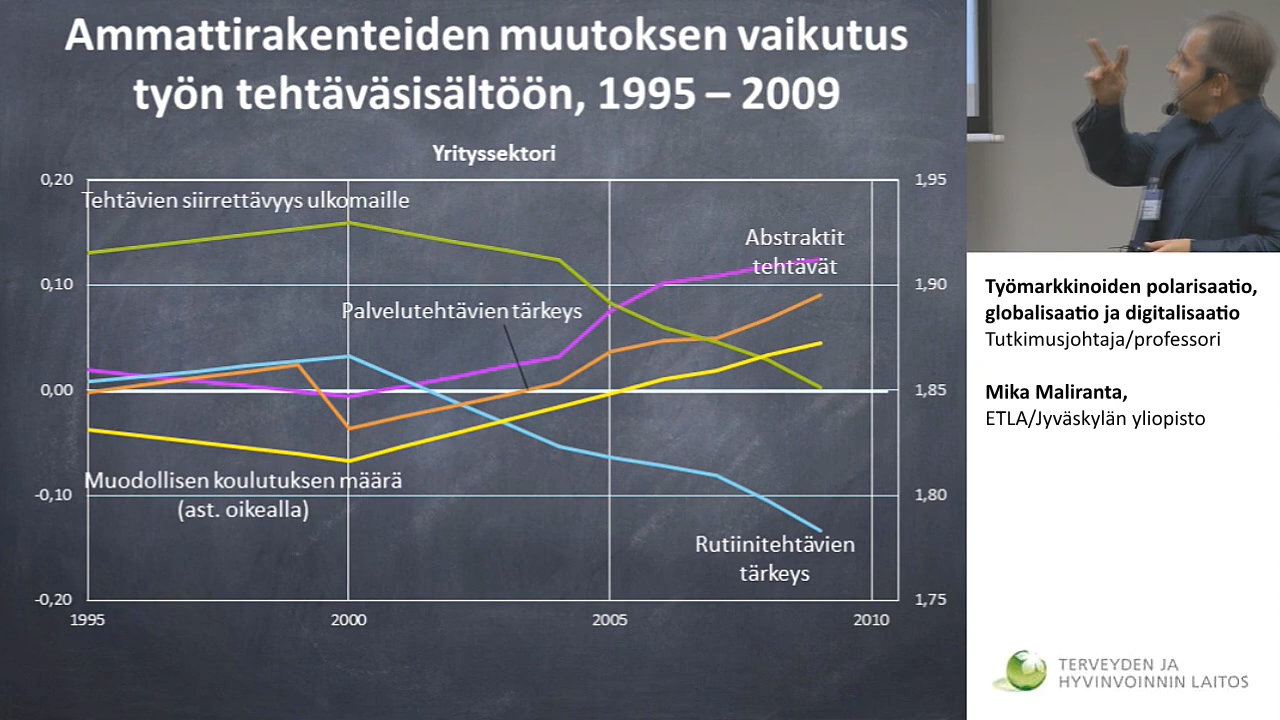 Ammattirakenteiden muutoksen vaikutus
työn tehtäväsisältöön, 1995 – 2009
Yrityssektori
0,20
1,95
Tehtävien siirrettävyys ulkomaille
Abstraktit
tehtävät
0,10
1,90
Palvelutehtävien tärkeys
0,00
1,85
Muodollisen koulutuksen määrä
(ast. oikealla)
-0,10
1,80
Rutiinitehtävien
tärkeys
-0,20
1,75
1995
2000
2005
2010
Työmarkkinoiden polarisaatio,
globalisaatio ja digitalisaatio
Tutkimusjohtaja/professori
Mika Maliranta,
ETLA/Jyväskylän yliopisto
TERVEYDEN JA
HYVINVOINNIN LAITOS